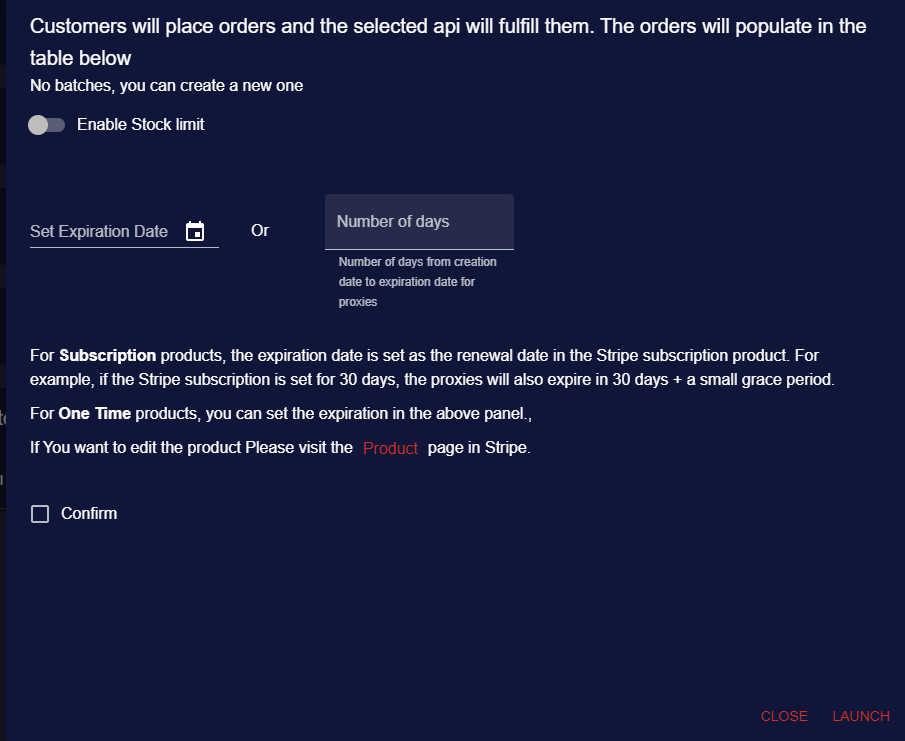 Customers will place orders and the selected api will fulfill them. The orders will populate in the
table below
No batches, you can create a new one
Enable Stock limit
Set Expiration Date
Or
Number of days
Number of days from creation
date to expiration date for
proxies
For Subscription products, the expiration date is set as the renewal date in the Stripe subscription product. For
example, if the Stripe subscription is set for 30 days, the proxies will also expire in 30 days + a small grace period.
For One Time products, you can set the expiration in the above panel.,
If You want to edit the product Please visit the Product page in Stripe.
Confirm
CLOSE LAUNCH